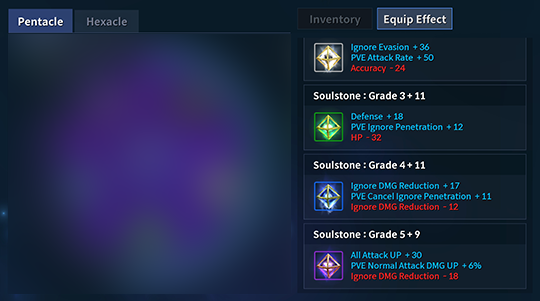 Pentacle
Hexacle
Inventory
Equip Effect
Ignore Evasion + 36
PVE Attack Rate + 50
Accuracy - 24
Soulstone : Grade 3 + 11
Defense + 18
PVE Ignore Penetration + 12
HP - 32
Soulstone : Grade 4 + 11
Ignore DMG Reduction + 17
PVE Cancel Ignore Penetration + 11
Ignore DMG Reduction - 12
Soulstone : Grade 5 + 9
All Attack UP + 30
PVE Normal Attack DMG UP + 6%
Ignore DMG Reduction - 18